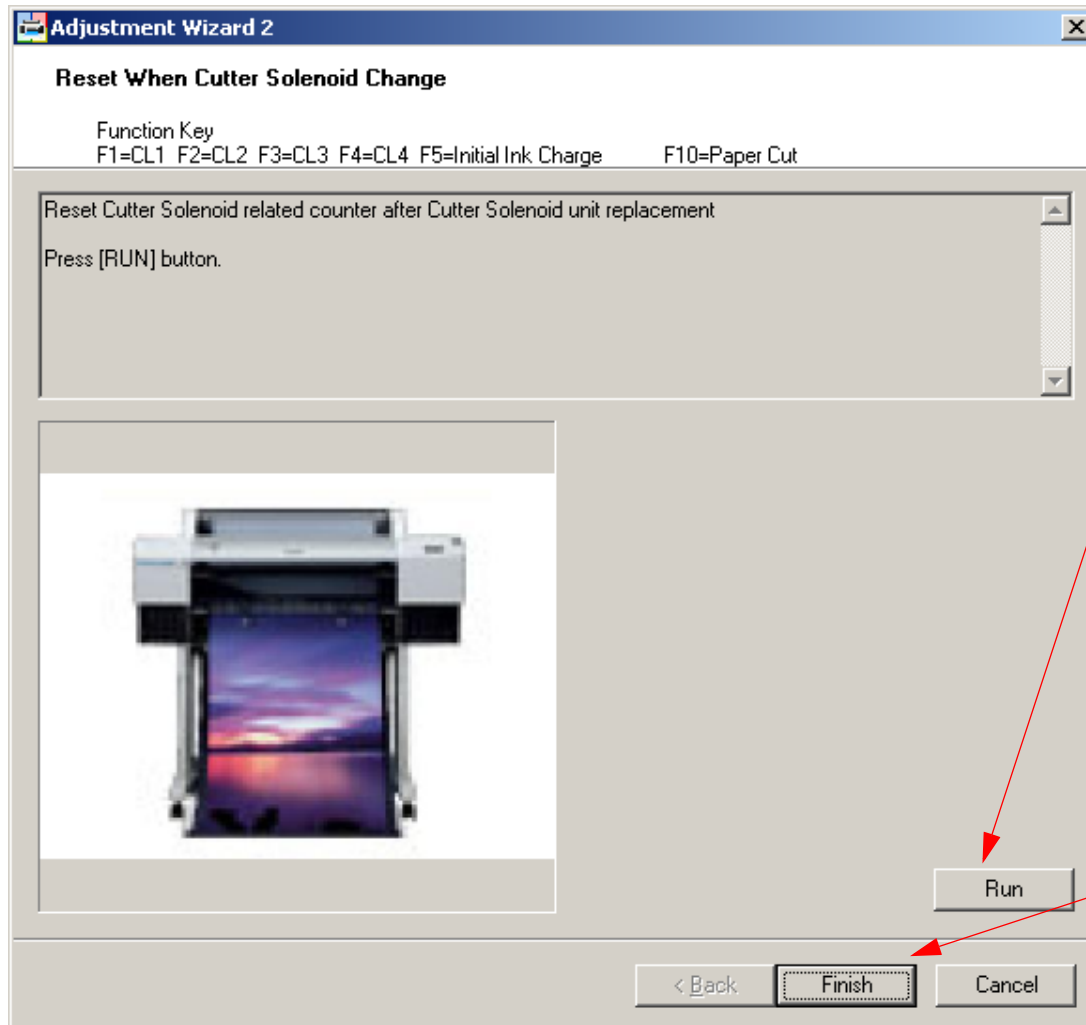 Adjustment Wizard 2
Reset When Cutter Solenoid Change
Function Key
F1=CL1 F2=CL2 F3=CL3 F4=CL4 F5=Initial Ink Charge F10=Paper Cut
Reset Cutter Solenoid related counter after Cutter Solenoid unit replacement
Press [RUN] button.
Run
< Back Finish Cancel